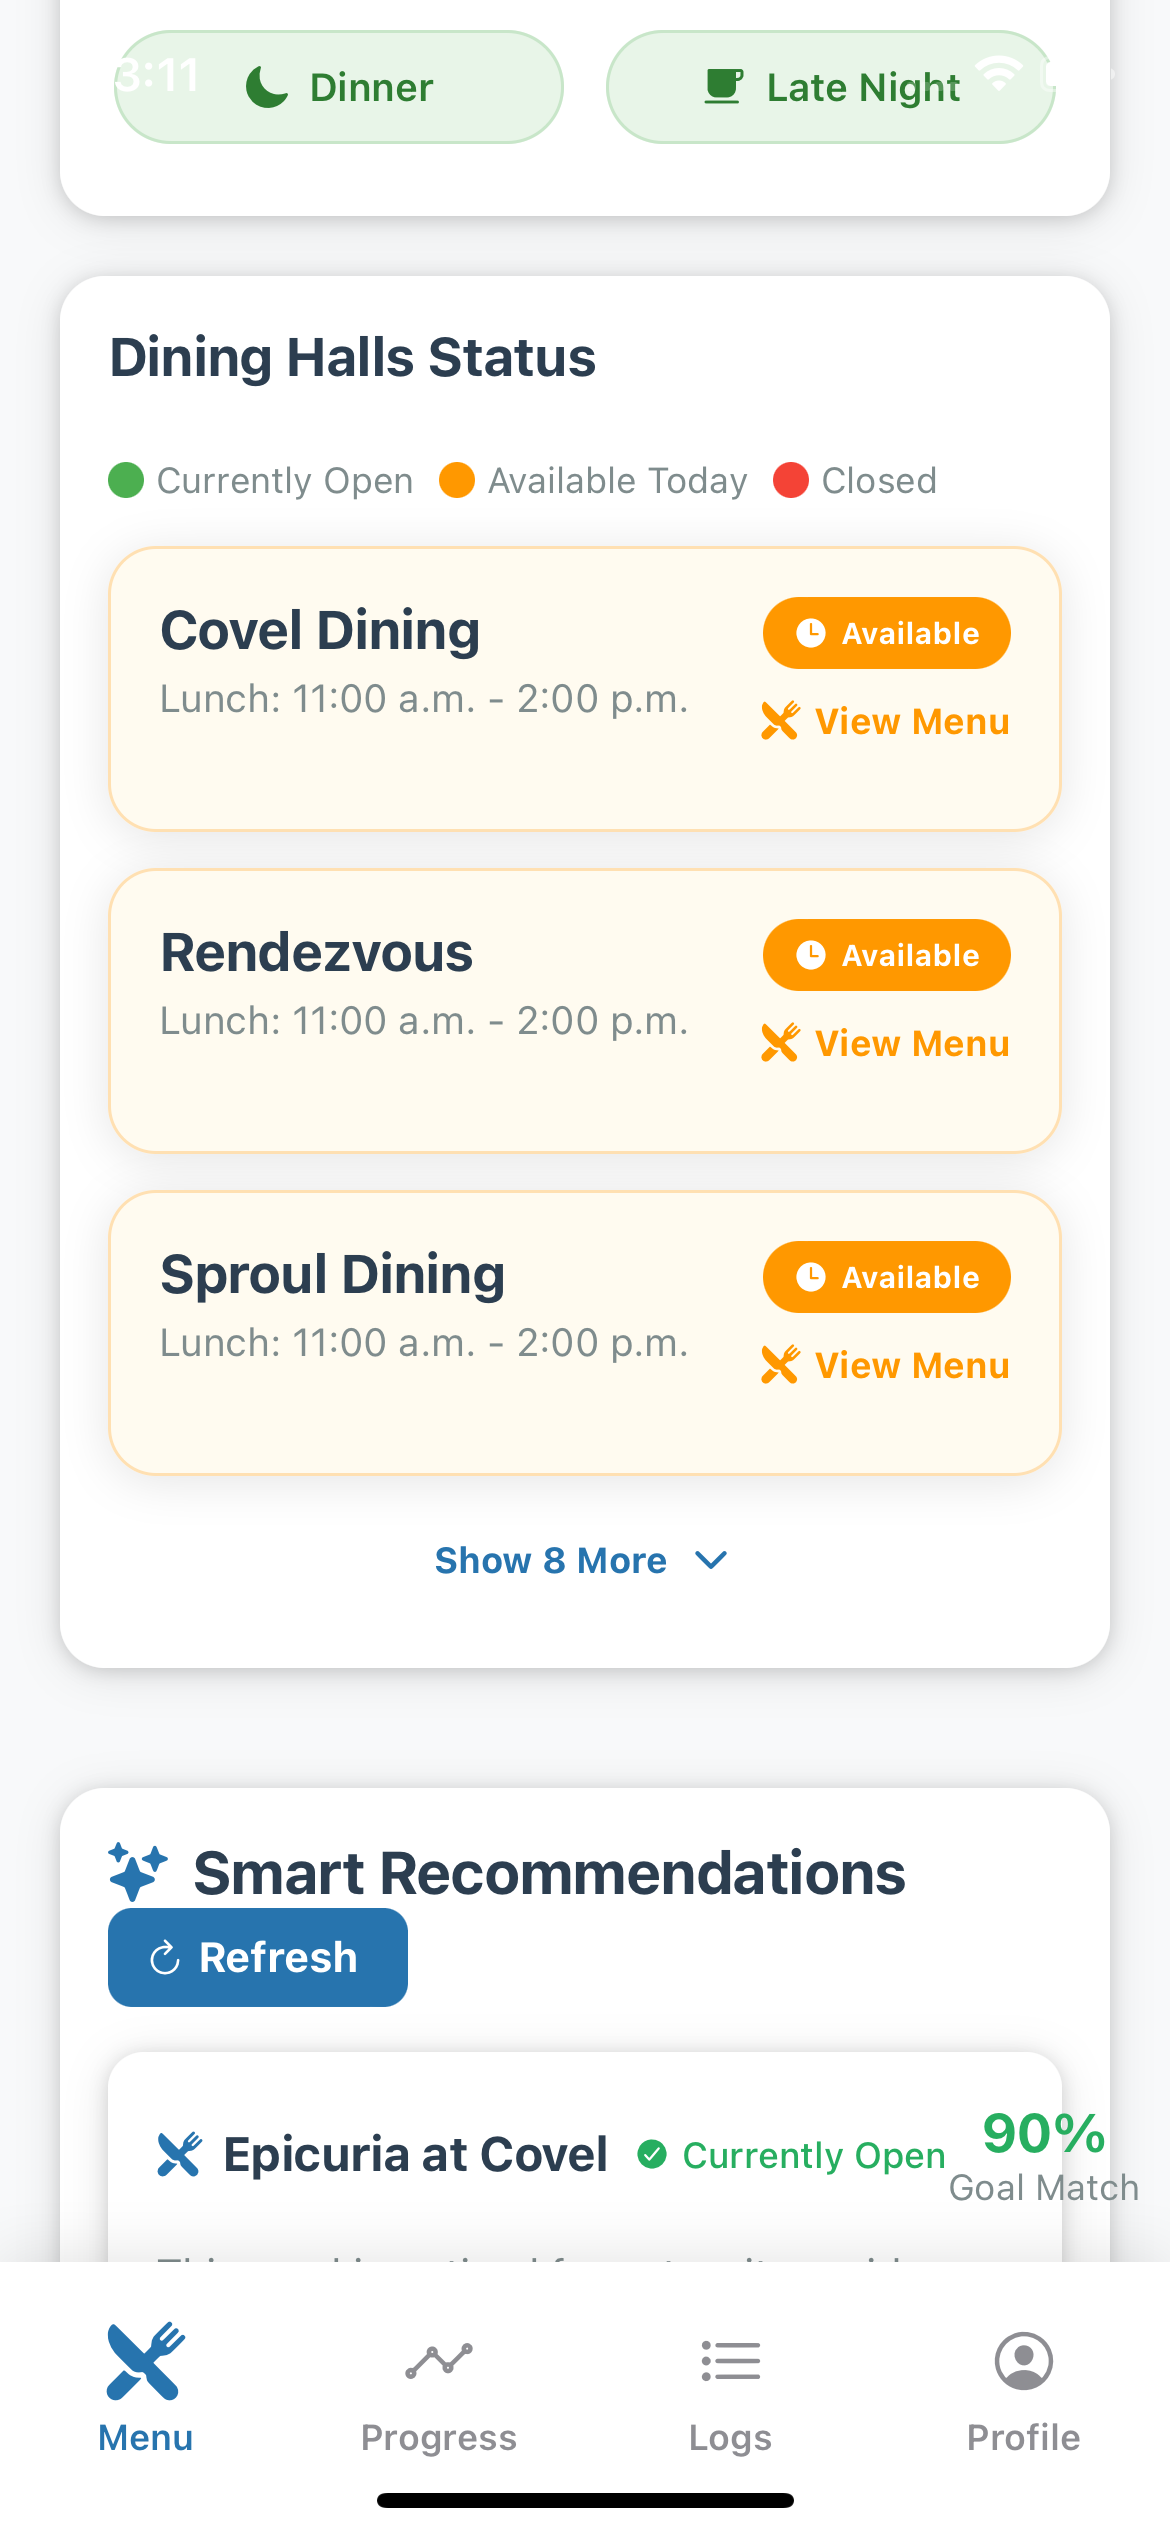 3:11
Dinner
Late Night
Dining Halls Status
Currently Open
Available Today
Closed
Covel Dining
Available
Lunch: 11:00 a.m. - 2:00 p.m.
View Menu
Rendezvous
Available
Lunch: 11:00 a.m. - 2:00 p.m.
View Menu
Sproul Dining
Available
Lunch: 11:00 a.m. - 2:00 p.m.
View Menu
Show 8 More
Smart Recommendations
Refresh
Epicuria at Covel
Currently Open
90%
Goal Match
Menu
Progress
Logs
Profile